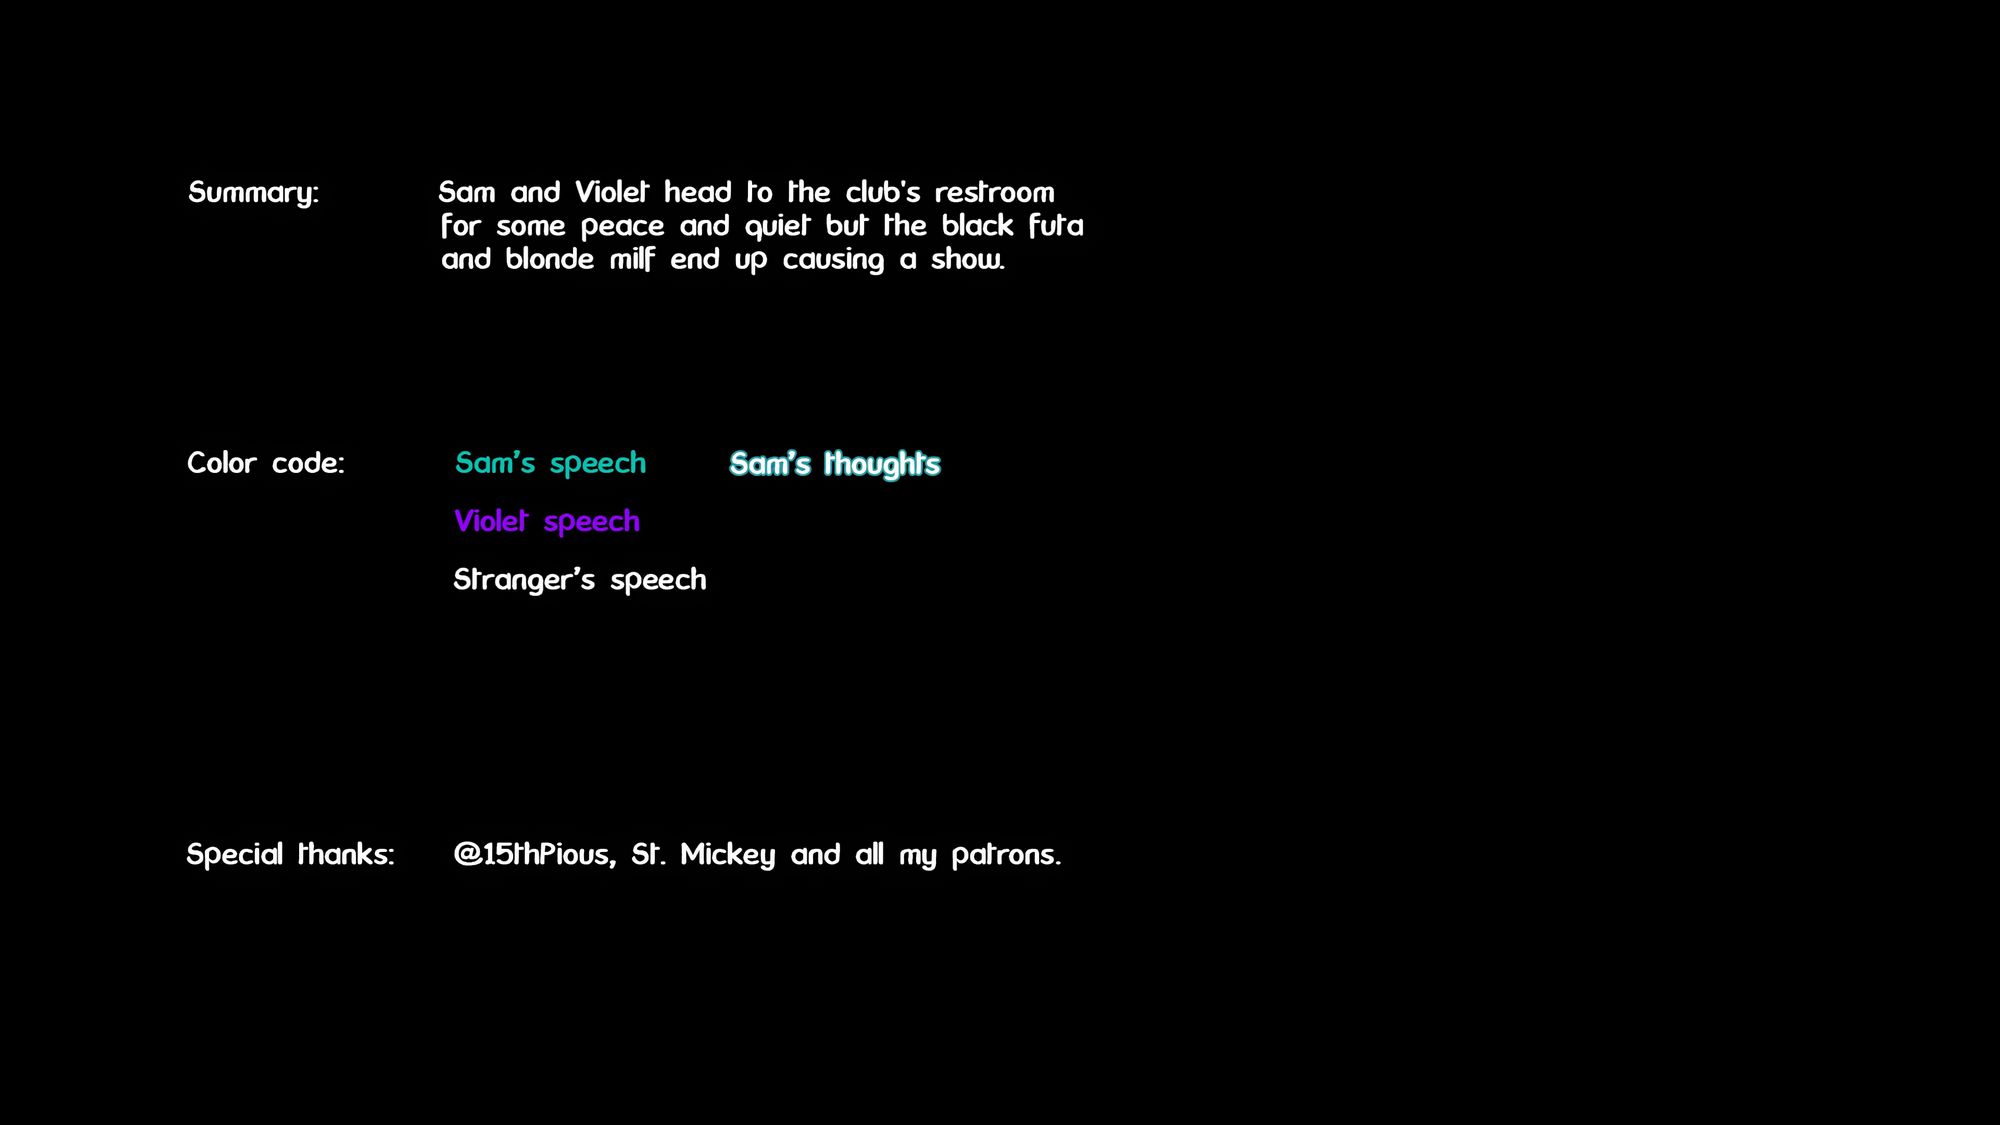 Summary: Sam and Violet head to the club's restroom
for some peace and quiet but the black futa
and blonde milf end up causing a show.
Color code: Sam’s speech Sam’s thoughts
Violet speech
Stranger’s speech
Special thanks: @15thPious, St. Mickey and all my patrons.